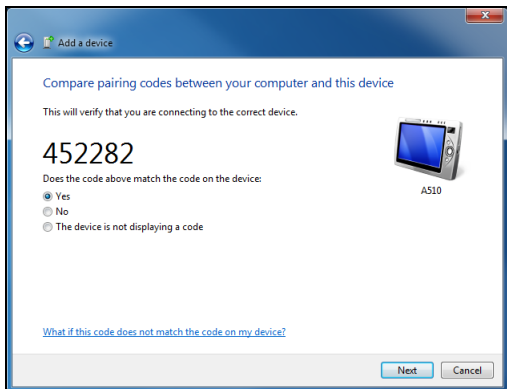 Add a device
Compare pairing codes between your computer and this device
This will verify that you are connecting to the correct device.
452282
Does the code above match the code on the device:
Yes
No
The device is not displaying a code
A510
What if this code does not match the code on my device?
Next Cancel